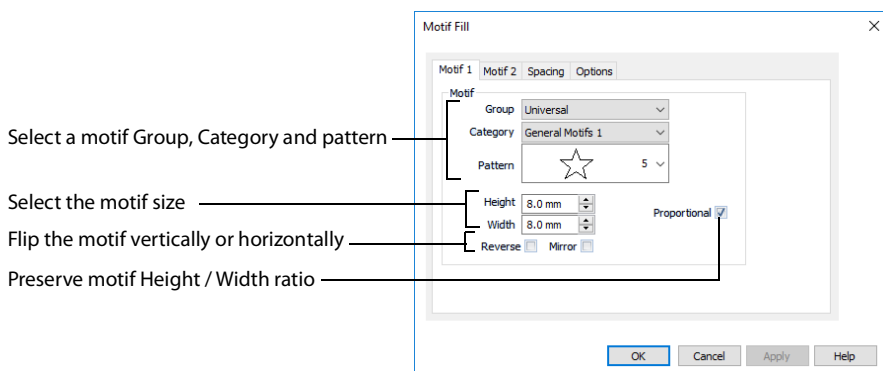 Motif Fill
Motif 1 Motif 2 Spacing Options
Motif
Group Universal
Select a motif Group, Category and pattern
Category General Motifs 1
Pattern 5
Select the motif size
Height 8.0 mm
Proportional
Width 8.0 mm
Flip the motif vertically or horizontally
Reverse Mirror
Preserve motif Height / Width ratio
OK Cancel Apply Help